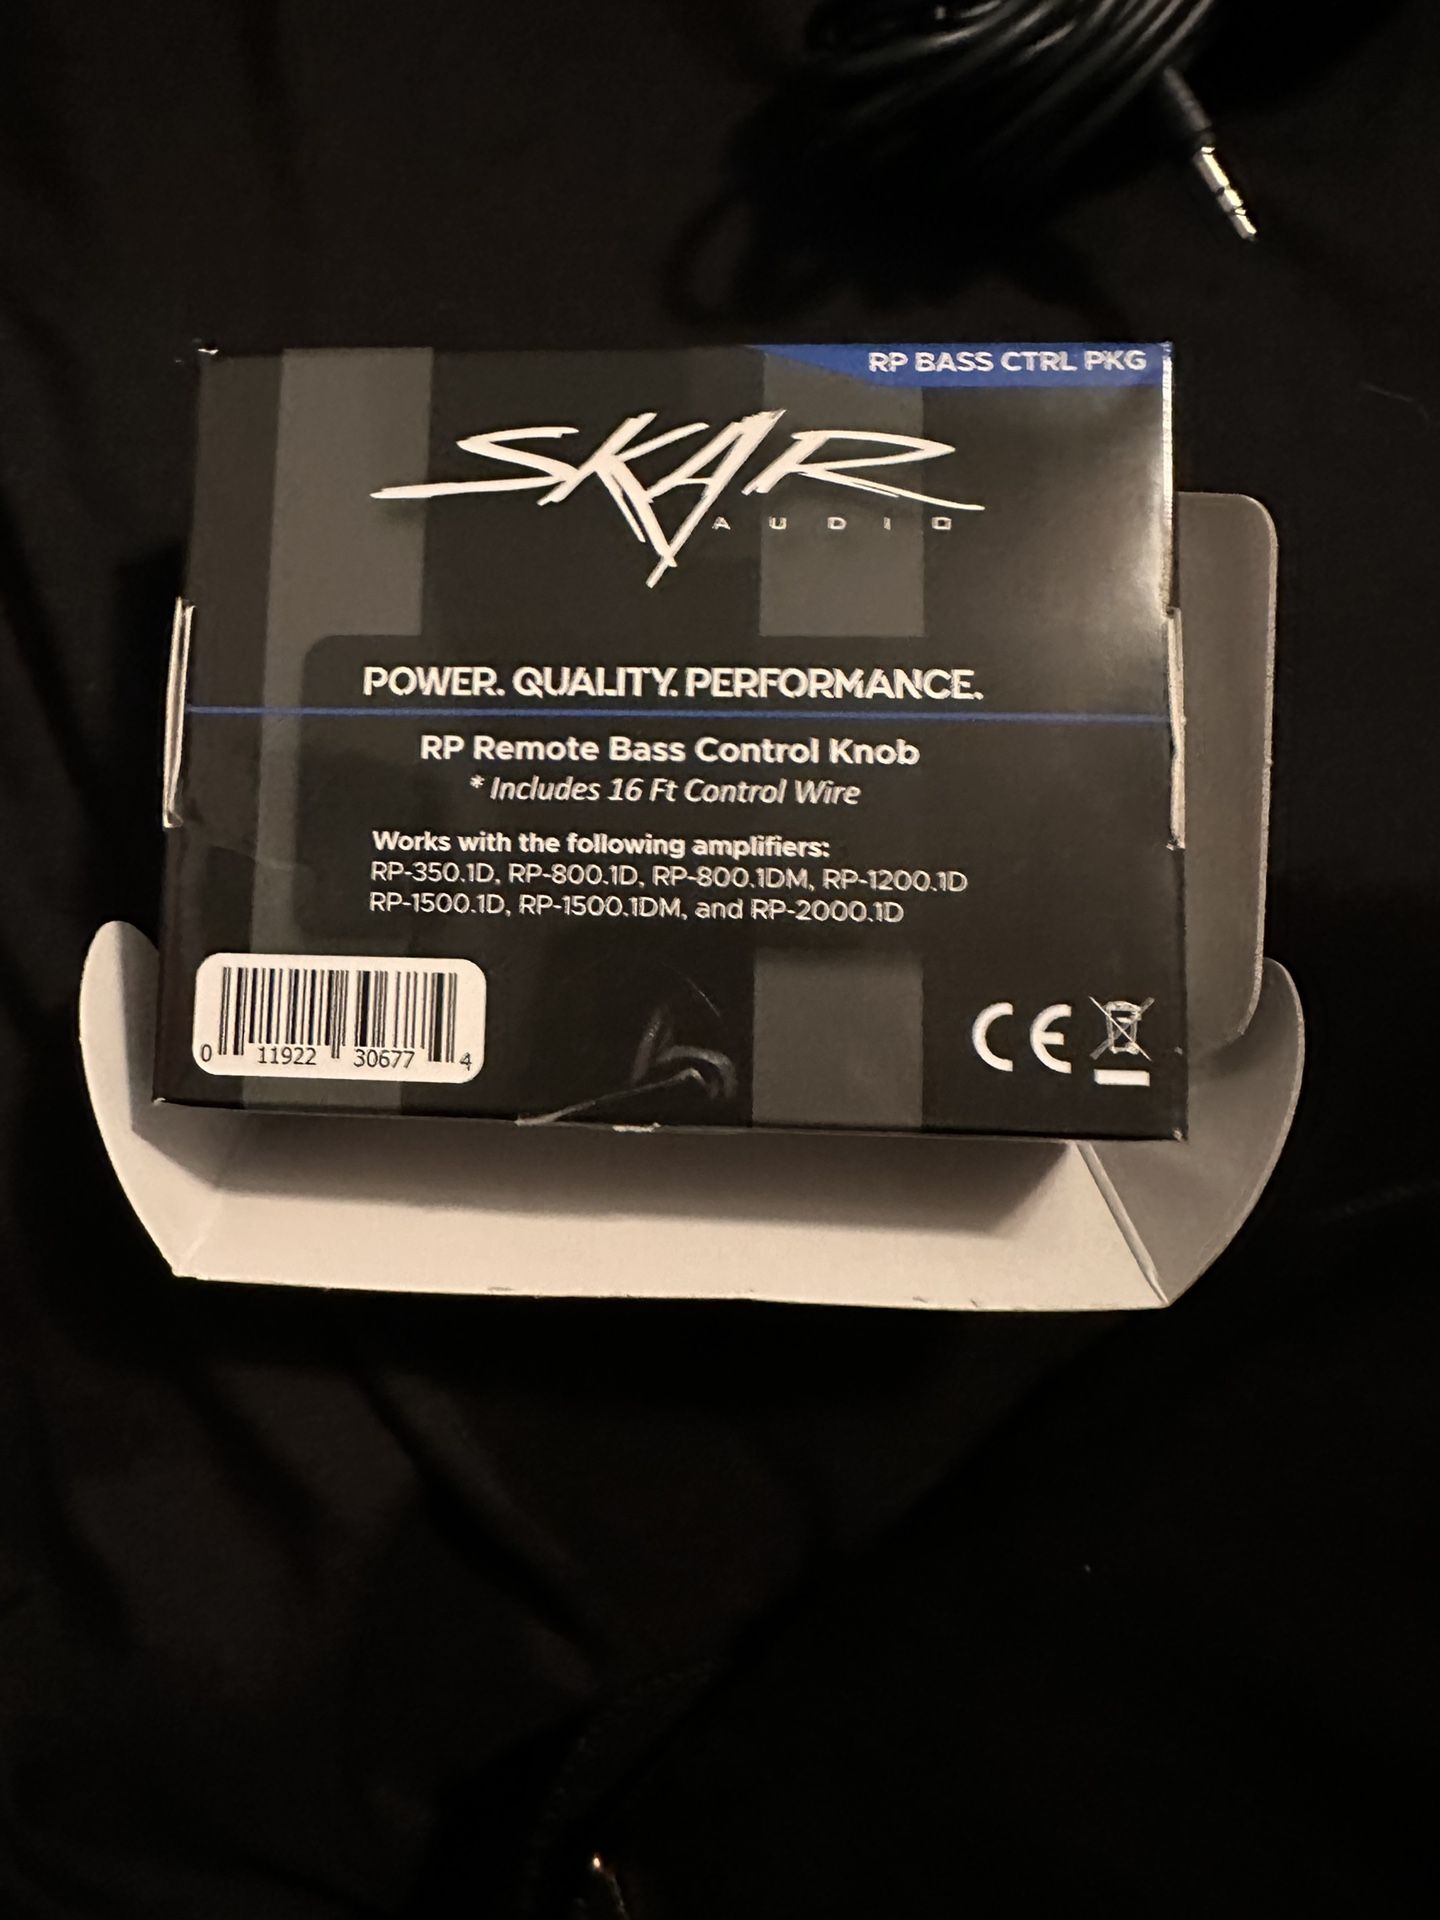 RP BASS CTRL PKG
SKAR
AUDIO
POWER. QUALITY. PERFORMANCE.
RP Remote Bass Control Knob
* Includes 16 Ft Control Wire
Works with the following amplifiers:
RP-350.1D, RP-800.1D, RP-800.1DM, RP-1200.1D
RP-1500.1D, RP-1500.1DM, and RP-2000.1D
0 11922 30677 4
CE